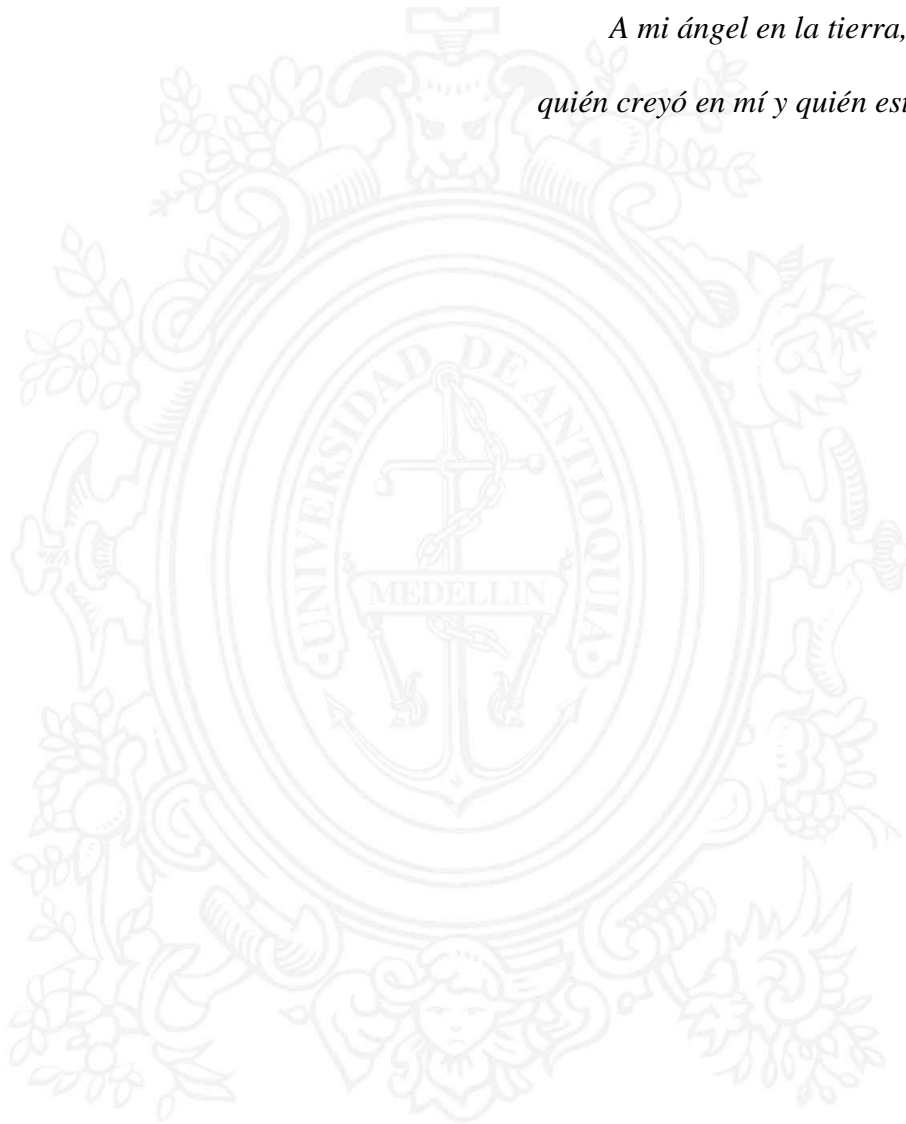 A mi ángel en la tierra,
quién creyó en mí y quién
UNIVERSIDAD DE ANTIOQUIA
MEDELLIN